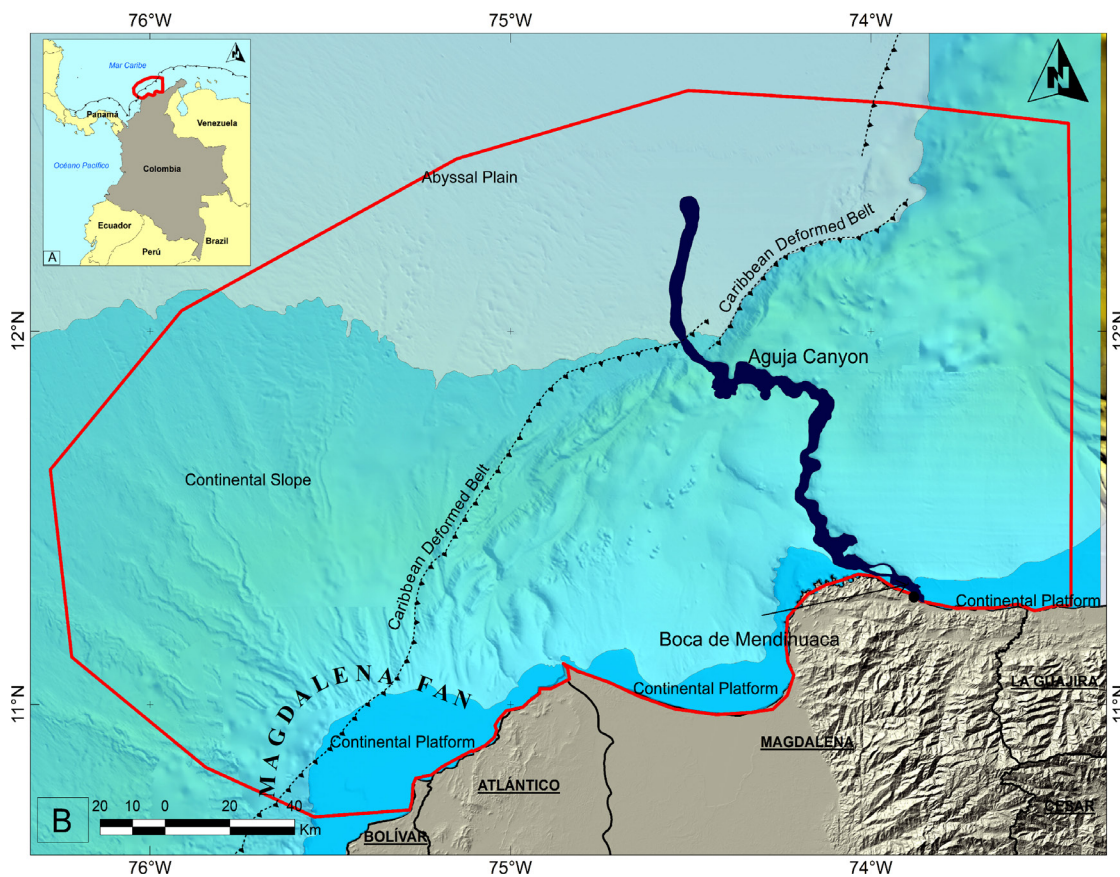 76°W
75°W
74°W
Mar Caribe
Panamá
Venezuela
Océano Pacífico
Colombia
Ecuador
Brazil
Perú
A
N
Abyssal Plain
Caribbean Deformed Belt
12°N
12°N
Aguja Canyon
Continental Slope
Caribbean Deformed Belt
Continental Platform
Boca de Mendihuaca
MAGDALENA FAN
Continental Platform
LA GUAJIRA
11°N
11°N
Continental Platform
MAGDALENA
ATLÁNTICO
CESAR
B
20 10 0 20 40
Km
BOLÍVAR
76°W
75°W
74°W